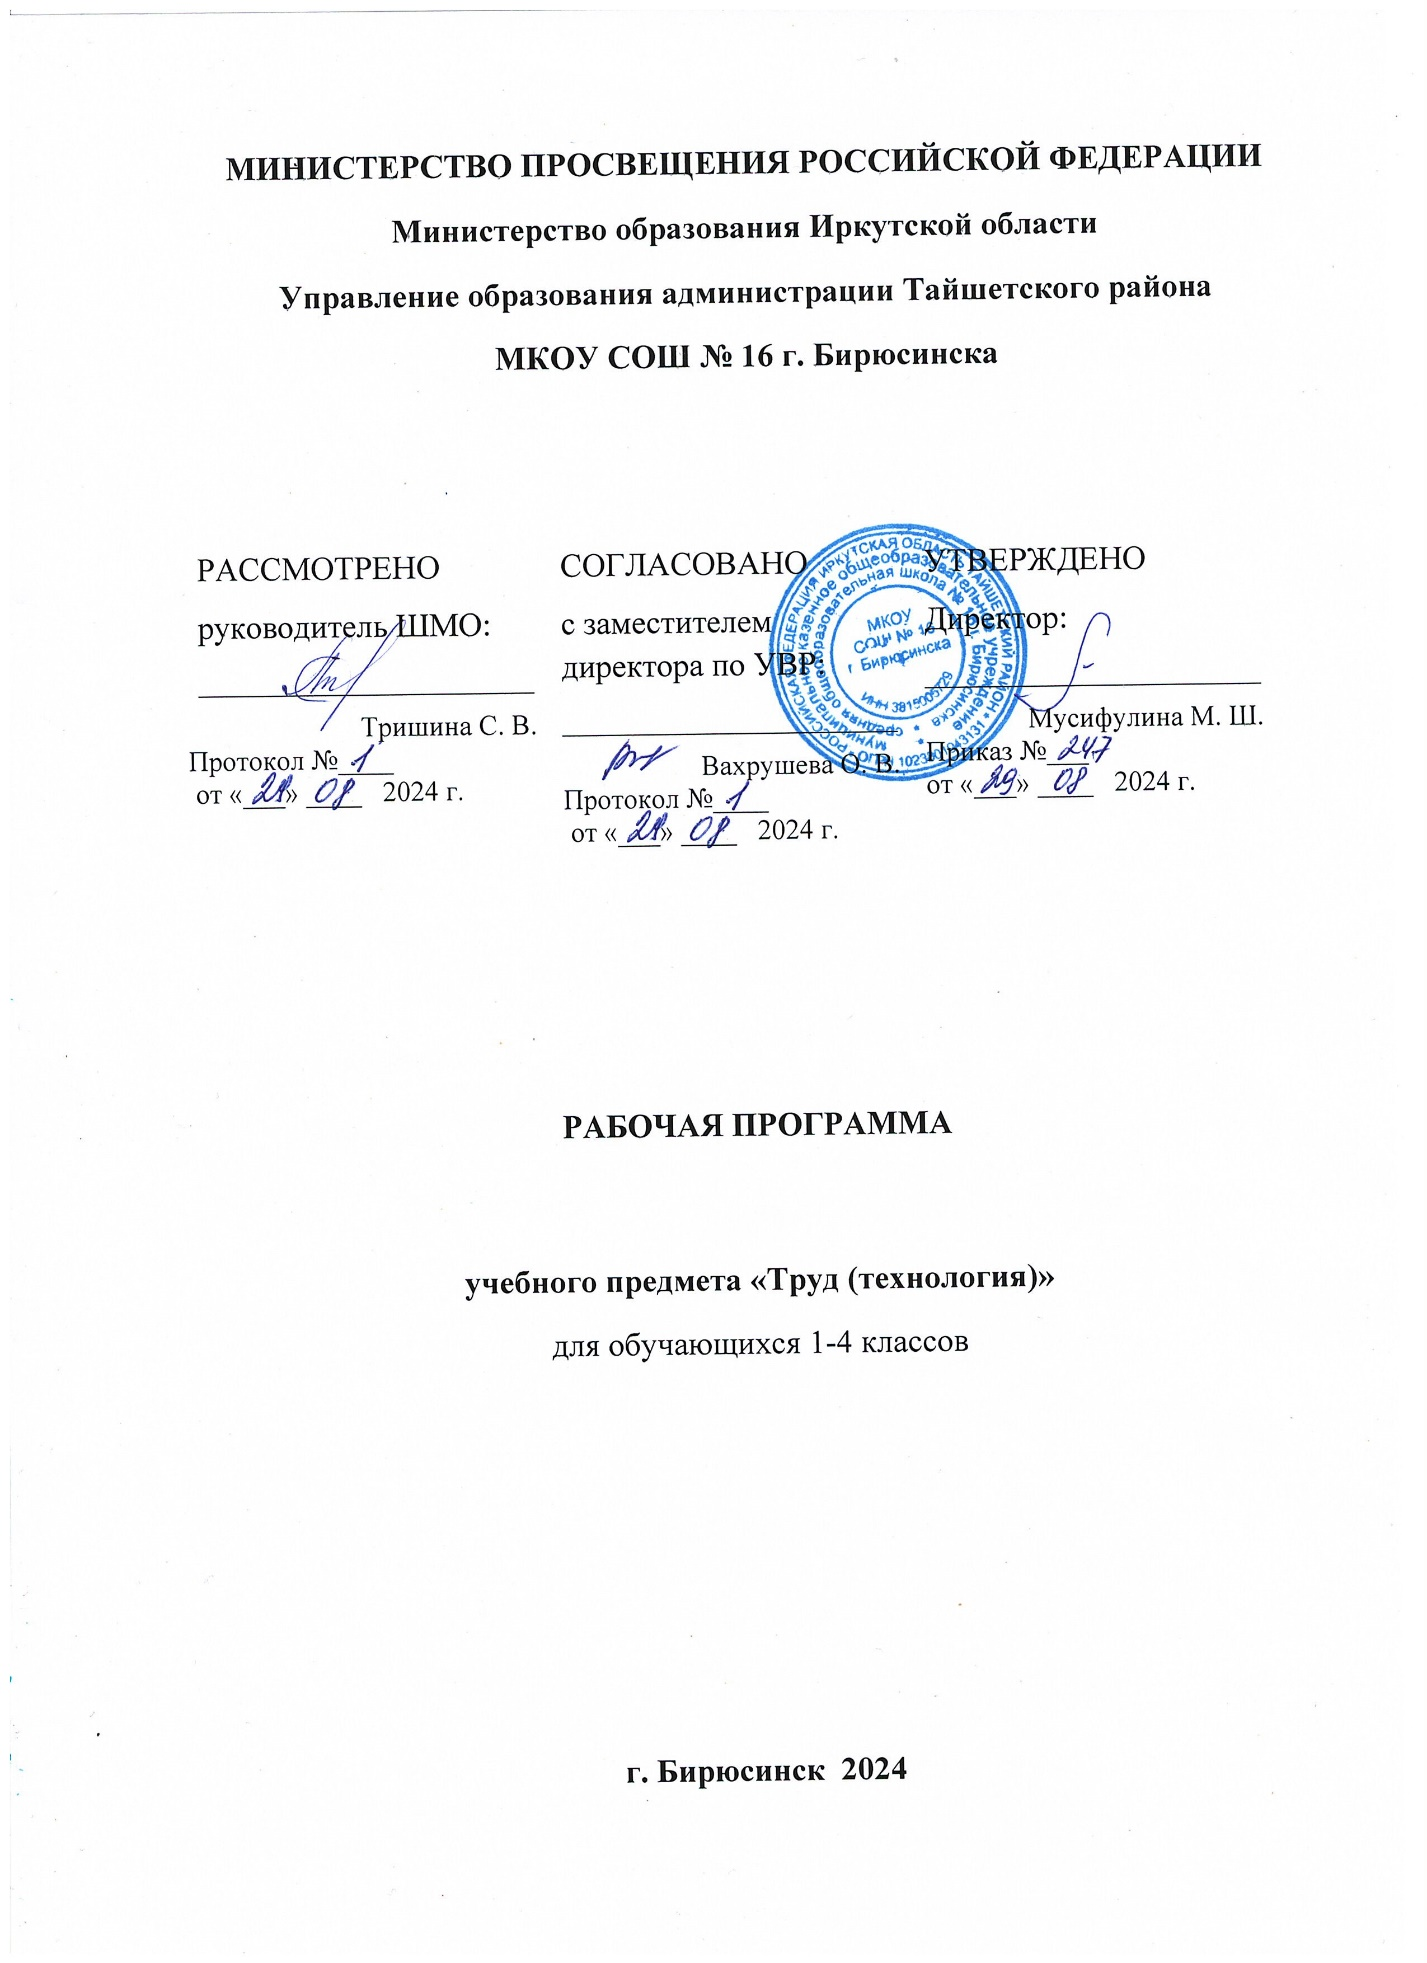 МИНИСТЕРСТВО ПРОСВЕЩЕНИЯ РОССИЙСКОЙ ФЕДЕРАЦИИ
Министерство образования Иркутской области
Управление образования администрации Тайшетского района
МКОУ СОШ № 16 г. Бирюсинска
РАССМОТРЕНО
руководитель ШМО:
Тришина С. В.
Протокол № 1
от «    » 08 2024 г.
СОГЛАСОВАНО
с заместителем
директора по УВР:
Вахрушева О. В.
Протокол № 1
от «    » 08 2024 г.
УТВЕРЖДЕНО
Директор:
Мусифулина М. Ш.
Приказ № 247
от «29» 08 2024 г.
МКОУ
СОШ № 16
г Бирюсинска
РАБОЧАЯ ПРОГРАММА
учебного предмета «Труд (технология)»
для обучающихся 1-4 классов
г. Бирюсинск 2024